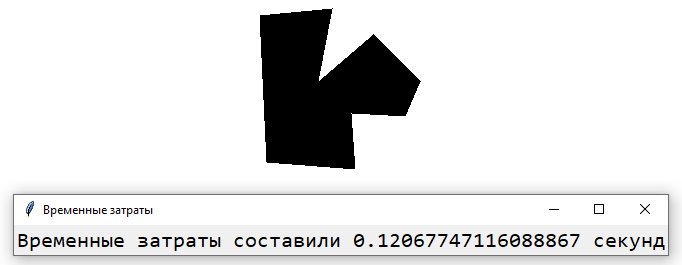 Временные затраты
Временные затраты составили 0.12067747116088867 секунд